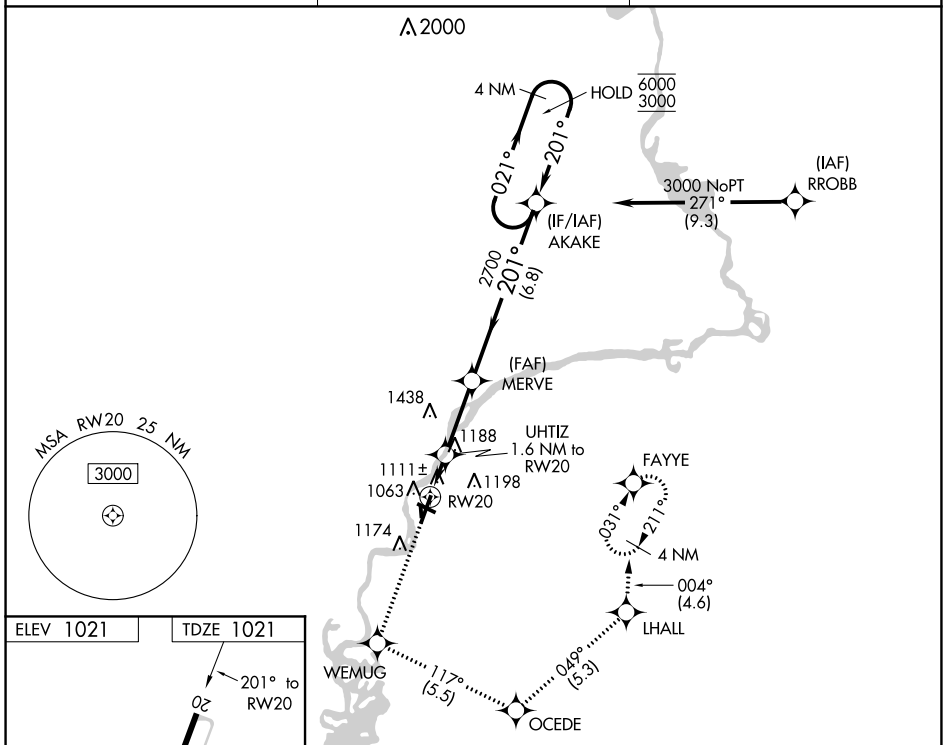 2000
4 NM
HOLD
6000
3000
021°
201°
(IAF)
RROBB
3000 NoPT
271°
(9.3)
(IF/IAF)
AKAKE
2700
201°
(6.8)
(FAF)
MERVE
1438
1188
UHTIZ
1.6 NM to
RW20
1111±
1198
1063
RW20
1174
MSA RW20 25 NM
3000
FAYYE
031°
211°
4 NM
004°
(4.6)
LHALL
WEMUG
117°
(5.5)
049°
(5.3)
OCEDE
ELEV 1021
TDZE 1021
201° to
RW20
20